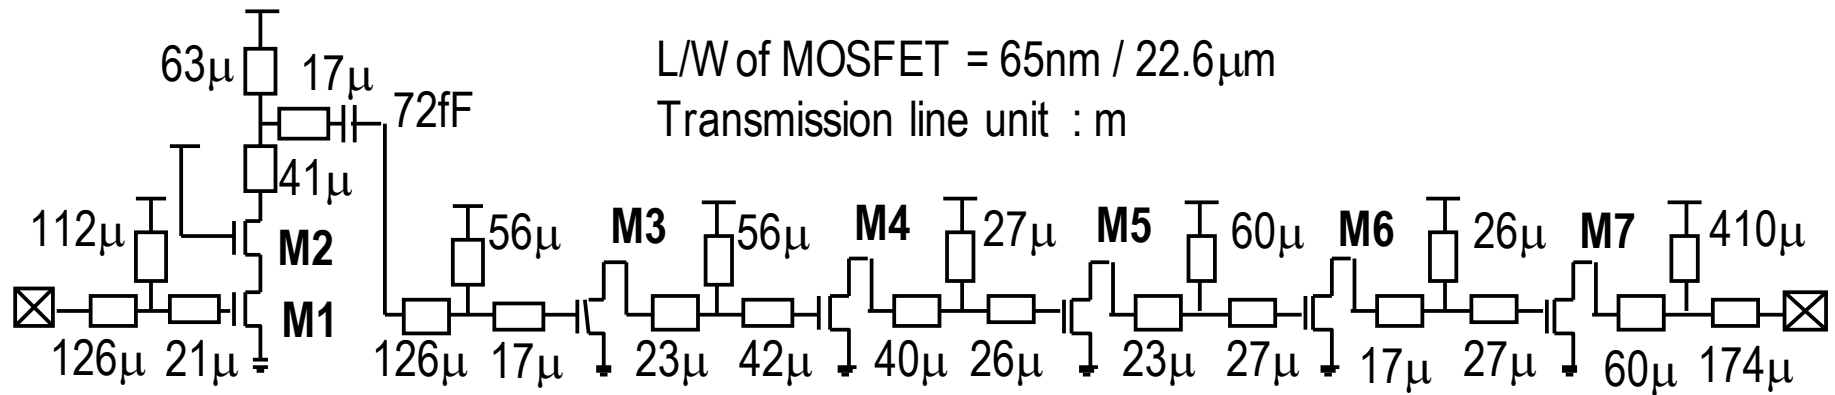 63μ
17μ
72fF
L/W of MOSFET = 65nm / 22.6μm
Transmission line unit : m
41μ
112μ
M2
M1
126μ
21μ
56μ
M3
56μ
M4
27μ
M5
60μ
M6
26μ
M7
410μ
126μ
17μ
23μ
42μ
40μ
26μ
23μ
27μ
17μ
27μ
60μ
174μ